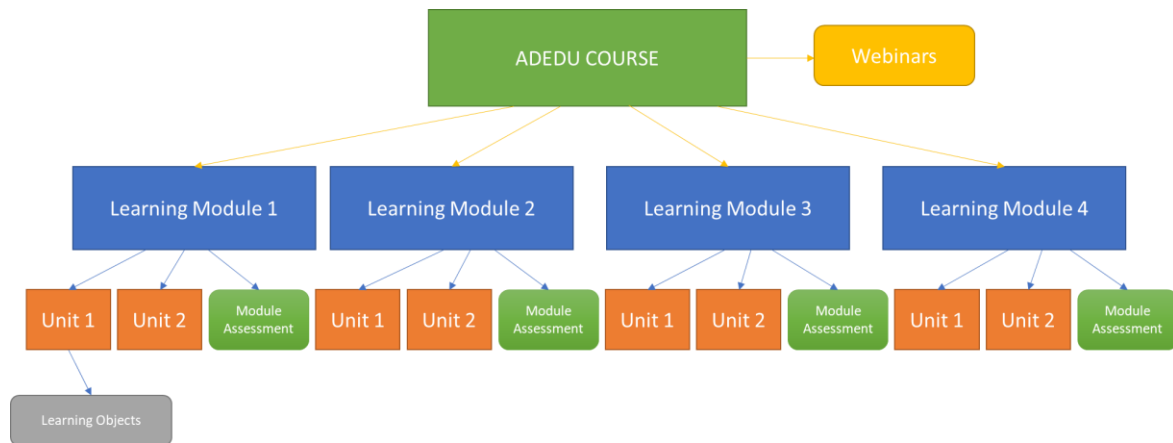 ADEDU COURSE
Webinars
Learning Module 1
Learning Module 2
Learning Module 3
Learning Module 4
Unit 1
Unit 2
Module
Assessment
Unit 1
Unit 2
Module
Assessment
Unit 1
Unit 2
Module
Assessment
Unit 1
Unit 2
Module
Assessment
Learning Objects